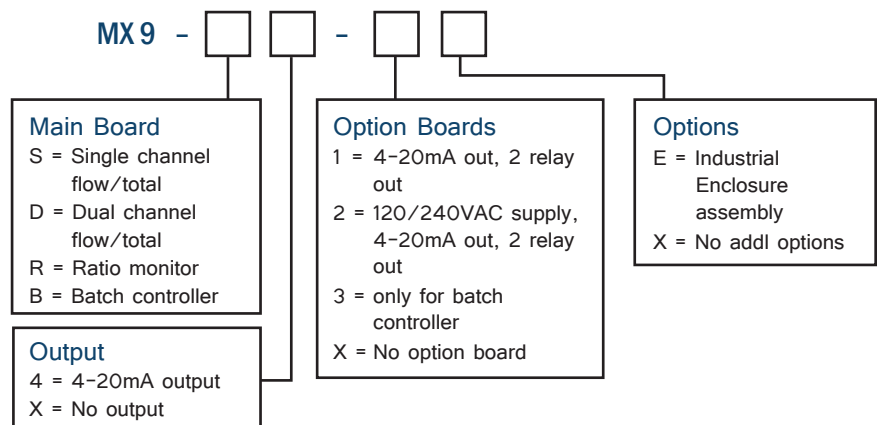 MX9 - -
Main Board
S = Single channel
flow/total
D = Dual channel
flow/total
R = Ratio monitor
B = Batch controller
Output
4 = 4-20mA output
X = No output
Option Boards
1 = 4-20mA out, 2 relay
out
2 = 120/240VAC supply,
4-20mA out, 2 relay
out
3 = only for batch
controller
X = No option board
Options
E = Industrial
Enclosure
assembly
X = No addl options